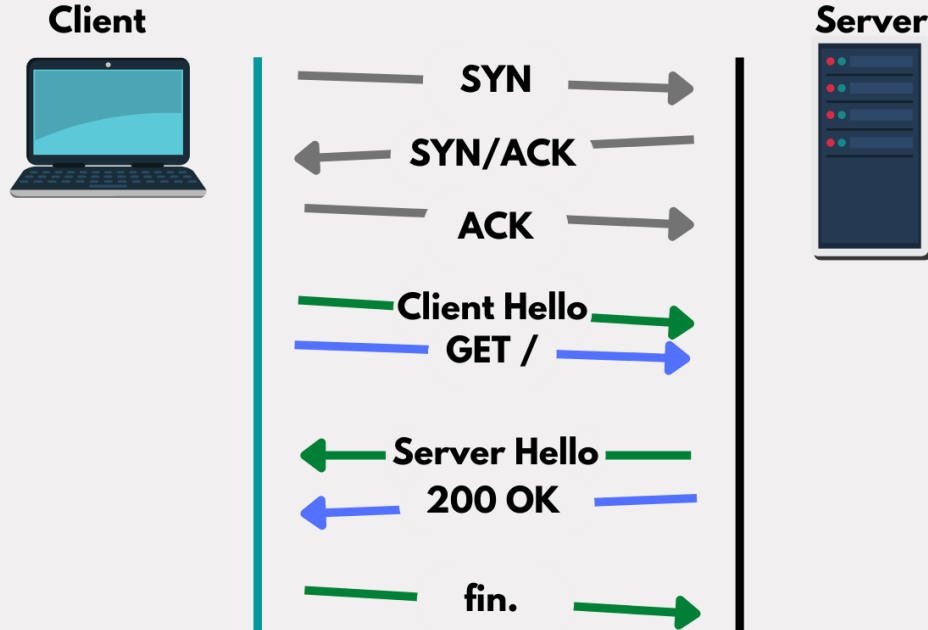 Client
Server
SYN
SYN/ACK
ACK
Client Hello
GET /
Server Hello
200 OK
fin.